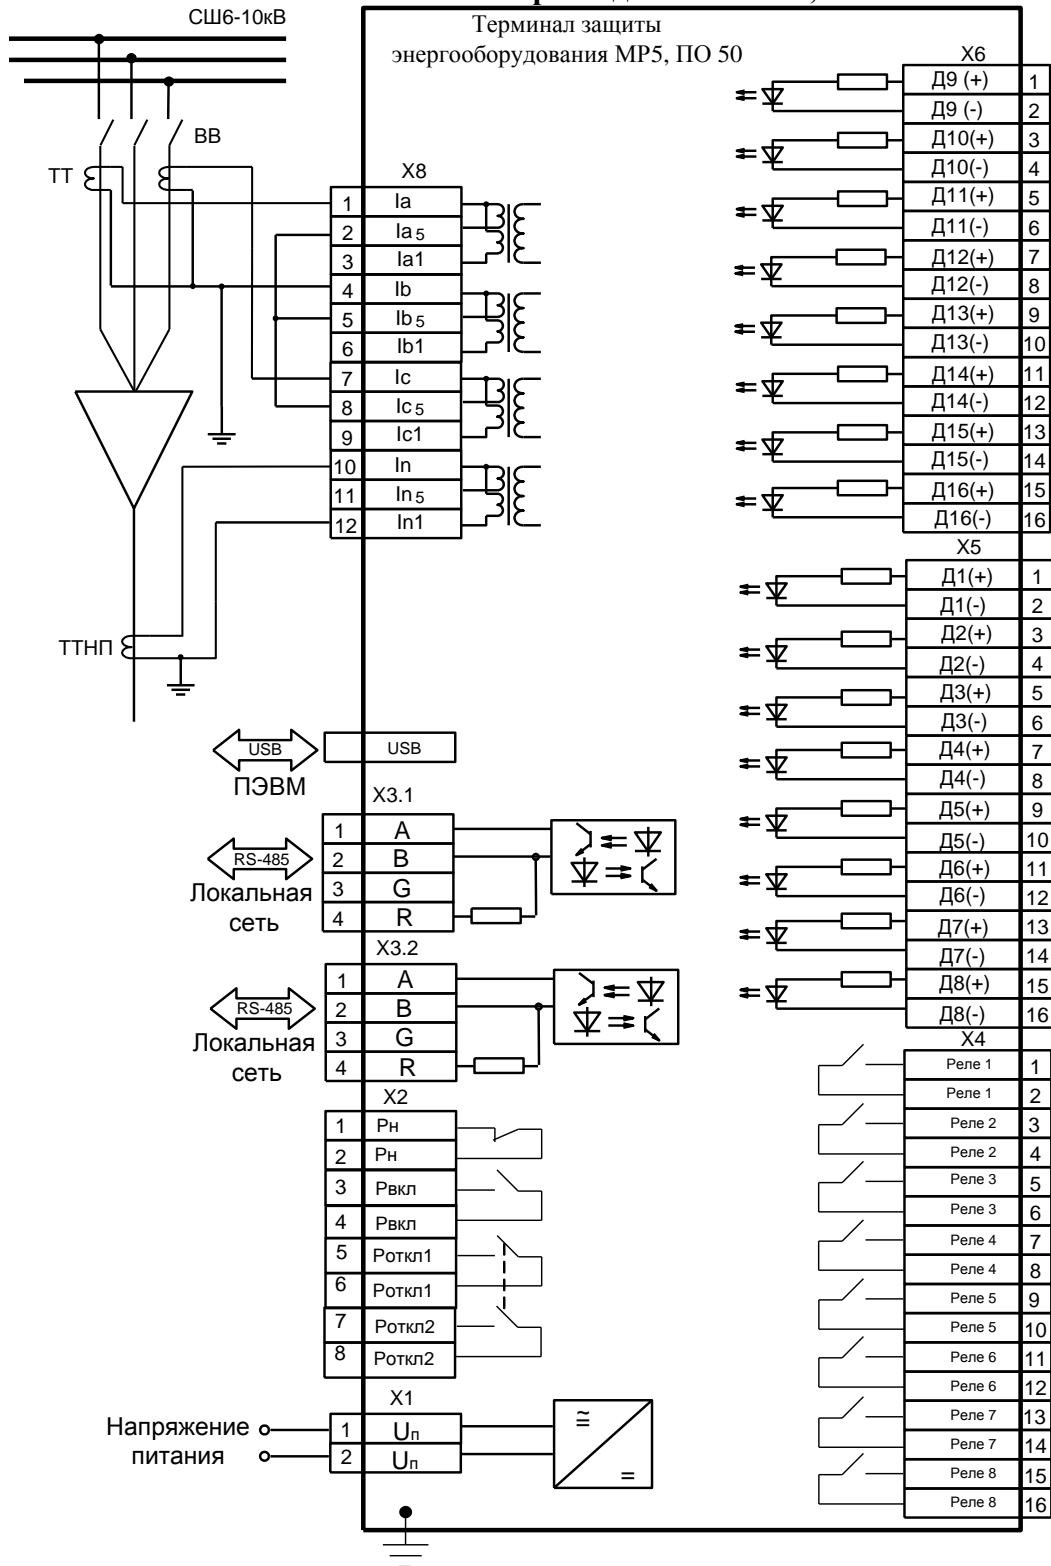 СШ6-10кВ
Терминал защиты
энергооборудования МР5, ПО 50
ВВ
ТТ
X8
1 Ia
2 Ia 5
3 Ia1
4 Ib
5 Ib 5
6 Ib1
7 Ic
8 Ic 5
9 Ic1
10 In
11 In 5
12 In1
ТТНП
USB
USB
ПЭВМ
X3.1
1 A
2 B
3 G
4 R
RS-485
Локальная
сеть
X3.2
1 A
2 B
3 G
4 R
RS-485
Локальная
сеть
X2
1 Рн
2 Рн
3 Рвкл
4 Рвкл
5 Роткл1
6 Роткл1
7 Роткл2
8 Роткл2
X1
Напряжение
питания
1 Uп
2 Uп
X6
Д9 (+) 1
Д9 (-) 2
Д10(+) 3
Д10(-) 4
Д11(+) 5
Д11(-) 6
Д12(+) 7
Д12(-) 8
Д13(+) 9
Д13(-) 10
Д14(+) 11
Д14(-) 12
Д15(+) 13
Д15(-) 14
Д16(+) 15
Д16(-) 16
X5
Д1(+) 1
Д1(-) 2
Д2(+) 3
Д2(-) 4
Д3(+) 5
Д3(-) 6
Д4(+) 7
Д4(-) 8
Д5(+) 9
Д5(-) 10
Д6(+) 11
Д6(-) 12
Д7(+) 13
Д7(-) 14
Д8(+) 15
Д8(-) 16
X4
Реле 1 1
Реле 1 2
Реле 2 3
Реле 2 4
Реле 3 5
Реле 3 6
Реле 4 7
Реле 4 8
Реле 5 9
Реле 5 10
Реле 6 11
Реле 6 12
Реле 7 13
Реле 7 14
Реле 8 15
Реле 8 16